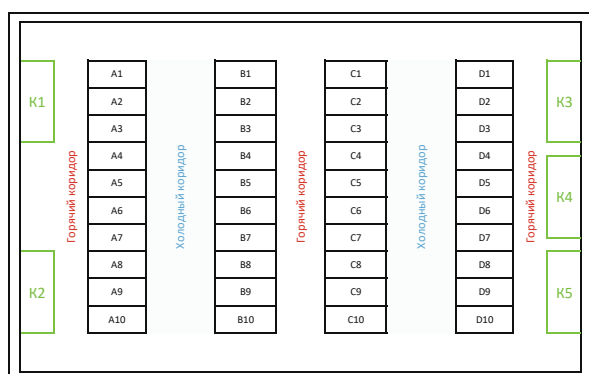 К1
К2
Горячий коридор
A1
A2
A3
A4
A5
A6
A7
A8
A9
A10
Холодный коридор
B1
B2
B3
B4
B5
B6
B7
B8
B9
B10
Горячий коридор
C1
C2
C3
C4
C5
C6
C7
C8
C9
C10
Холодный коридор
D1
D2
D3
D4
D5
D6
D7
D8
D9
D10
Горячий коридор
К3
К4
К5